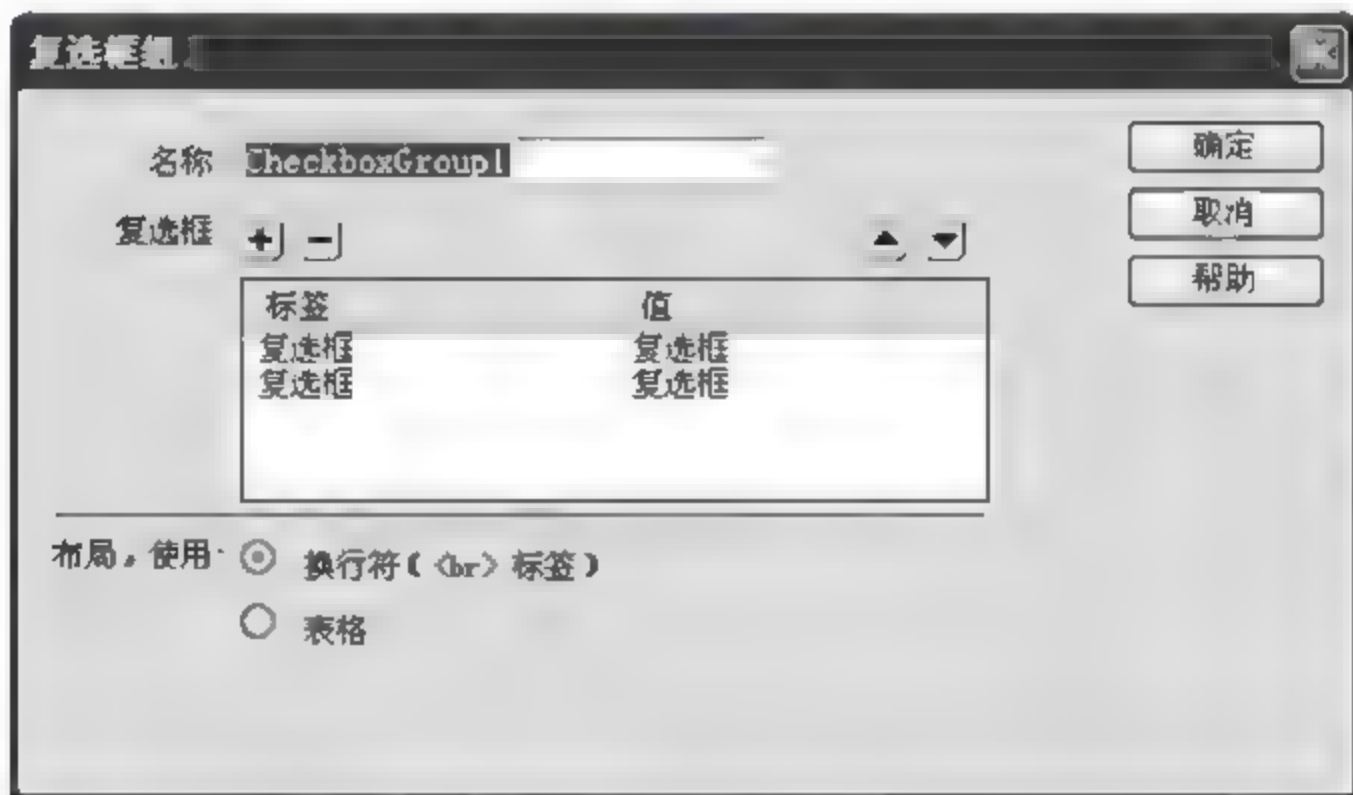 复选框组
名称 CheckboxGroup1
确定
取消
帮助
复选框
标签 值
复选框 复选框
复选框 复选框
布局，使用：
换行符(<br> 标签)
表格